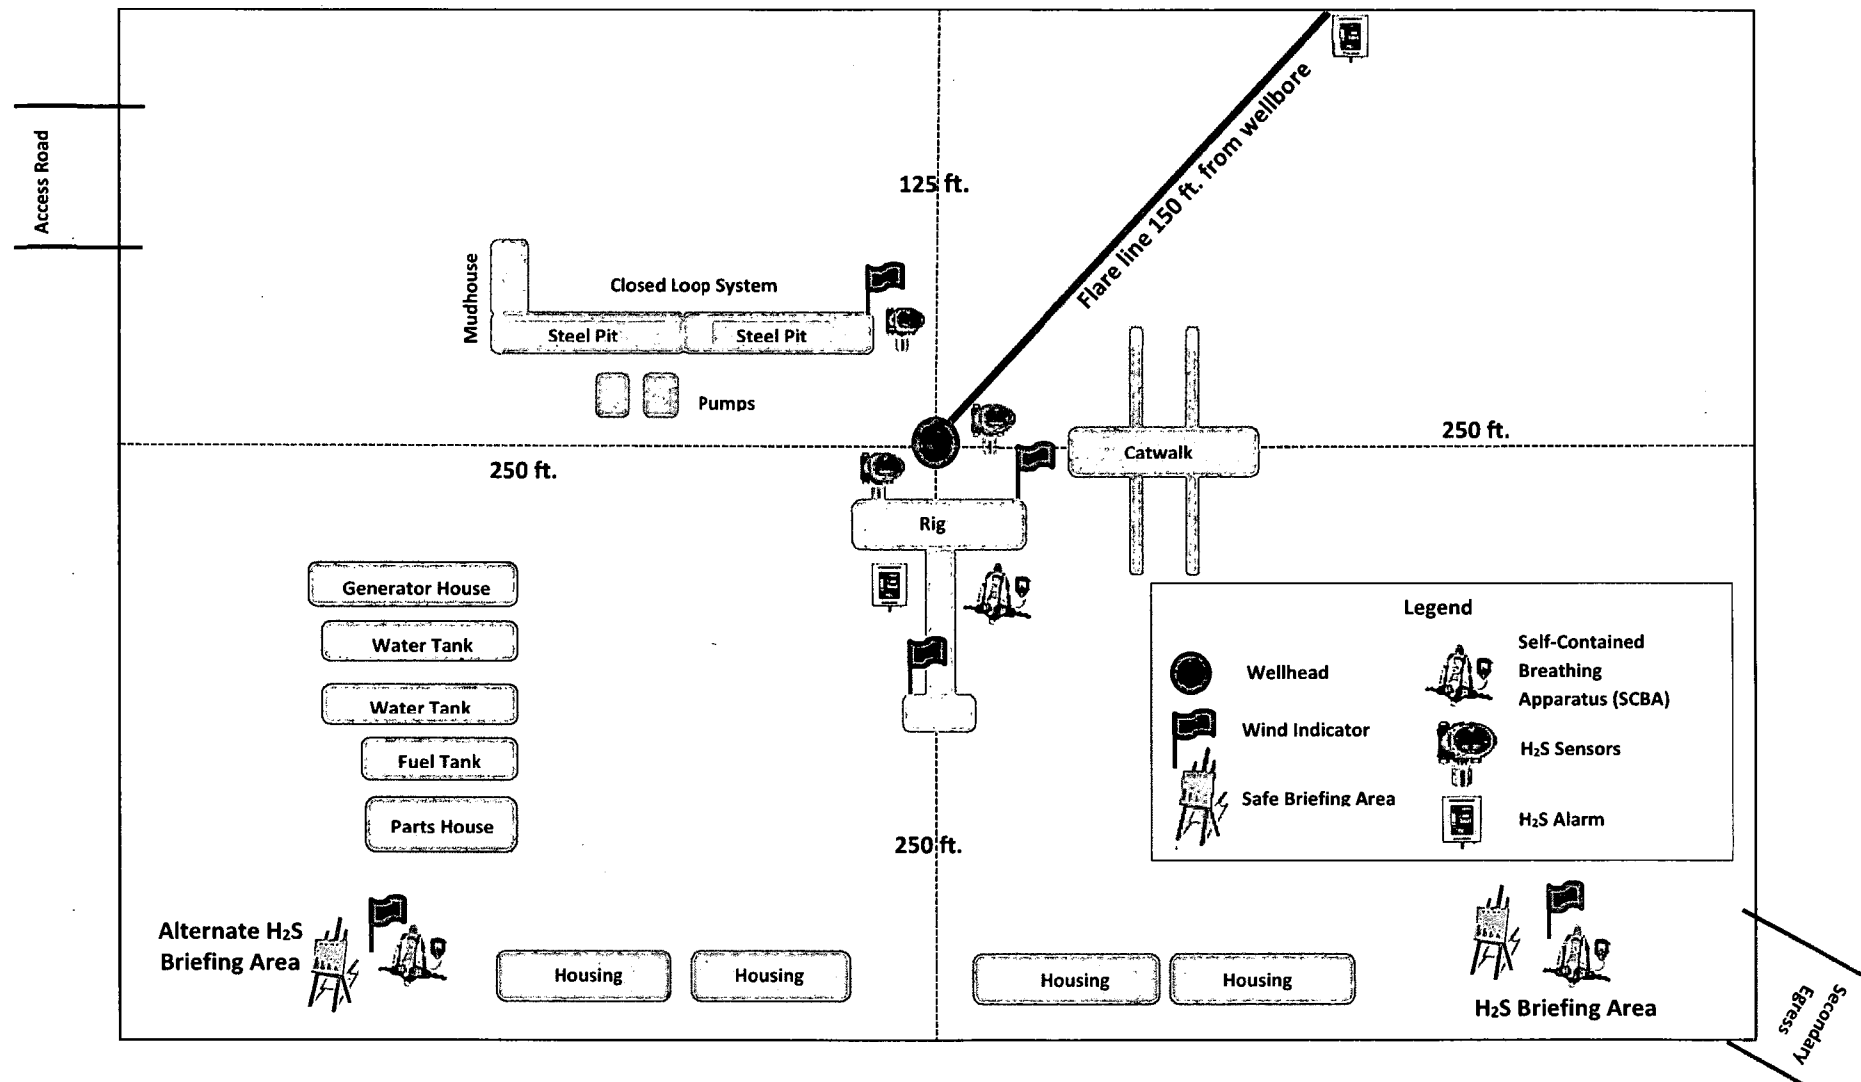 Access Road
125 ft.
Flare line 150 ft. from wellbore
Mudhouse
Closed Loop System
Steel Pit
Steel Pit
Pumps
250 ft.
Catwalk
250 ft.
Rig
Generator House
Water Tank
Water Tank
Fuel Tank
Parts House
250 ft.
Legend
Wellhead
Wind Indicator
Safe Briefing Area
Self-Contained
Breathing
Apparatus (SCBA)
H₂S Sensors
H₂S Alarm
Alternate H₂S
Briefing Area
Housing
Housing
Housing
Housing
H₂S Briefing Area
Secondary
Egress